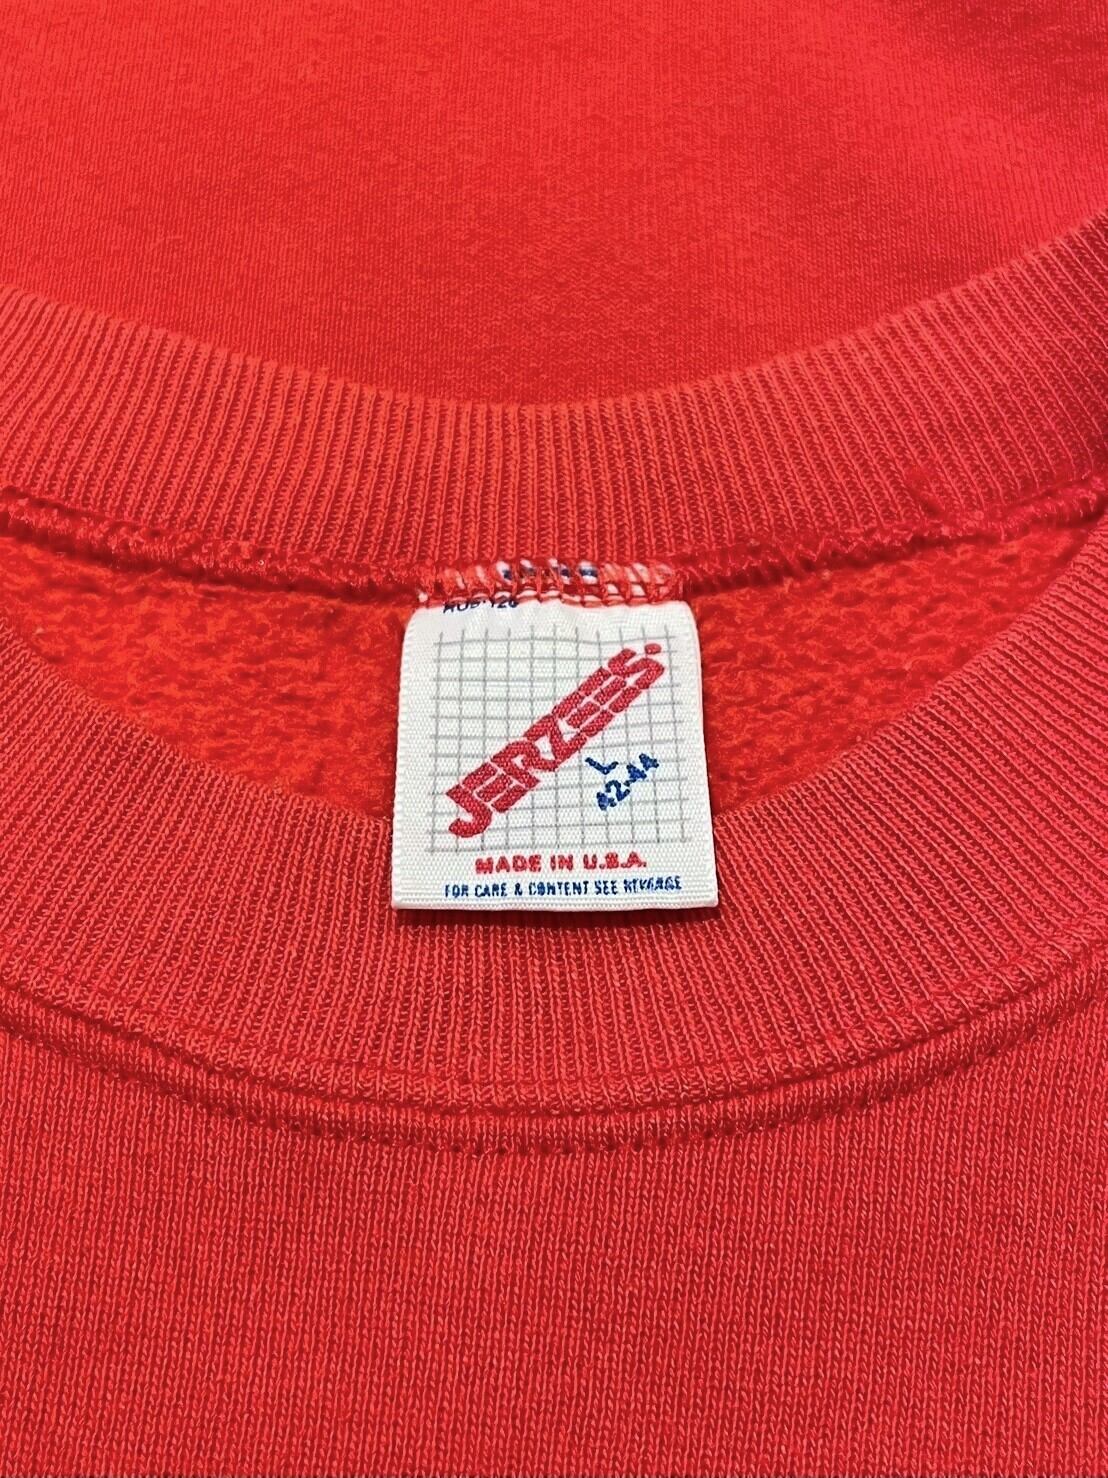 JERZEES
L
42-44
MADE IN U.S.A.
FOR CARE & CONTENT SEE REVERSE